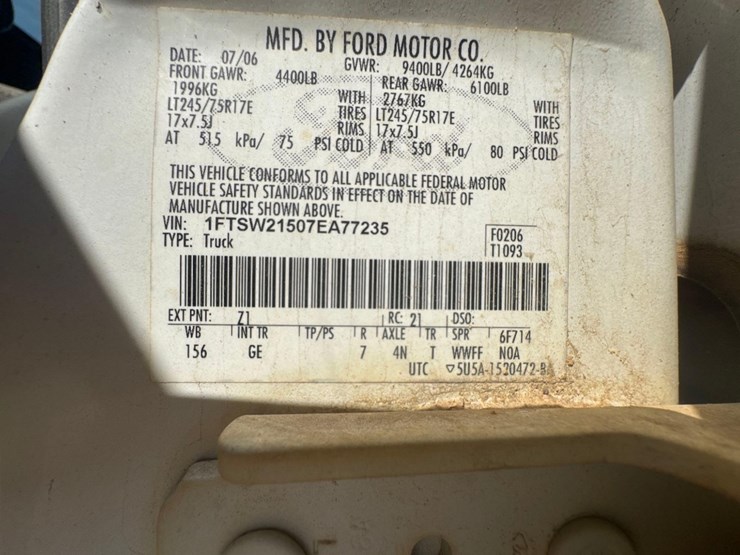 MFD. BY FORD MOTOR CO.
DATE: 07/06 GVWR: 9400LB/ 4264KG
FRONT GAWR: 4400LB REAR GAWR: 6100LB
1996KG WITH 2767KG WITH
LT245/75R17E TIRES LT245/75R17E TIRES
17x7.5J RIMS 17x7.5J RIMS
AT 515 kPa/ 75 PSI COLD AT 550 kPa/ 80 PSI COLD
THIS VEHICLE CONFORMS TO ALL APPLICABLE FEDERAL MOTOR
VEHICLE SAFETY STANDARDS IN EFFECT ON THE DATE OF
MANUFACTURE SHOWN ABOVE.
VIN: 1FTSW21507EA77235
TYPE: Truck
F0206
T1093
EXT PNT: Z1 RC: 21 DSO:
WB INT TR TP/PS R AXLE TR SPR 6F714
156 GE 7 4N T WWFF NOA
UTC ▽5U5A-1520472-BA